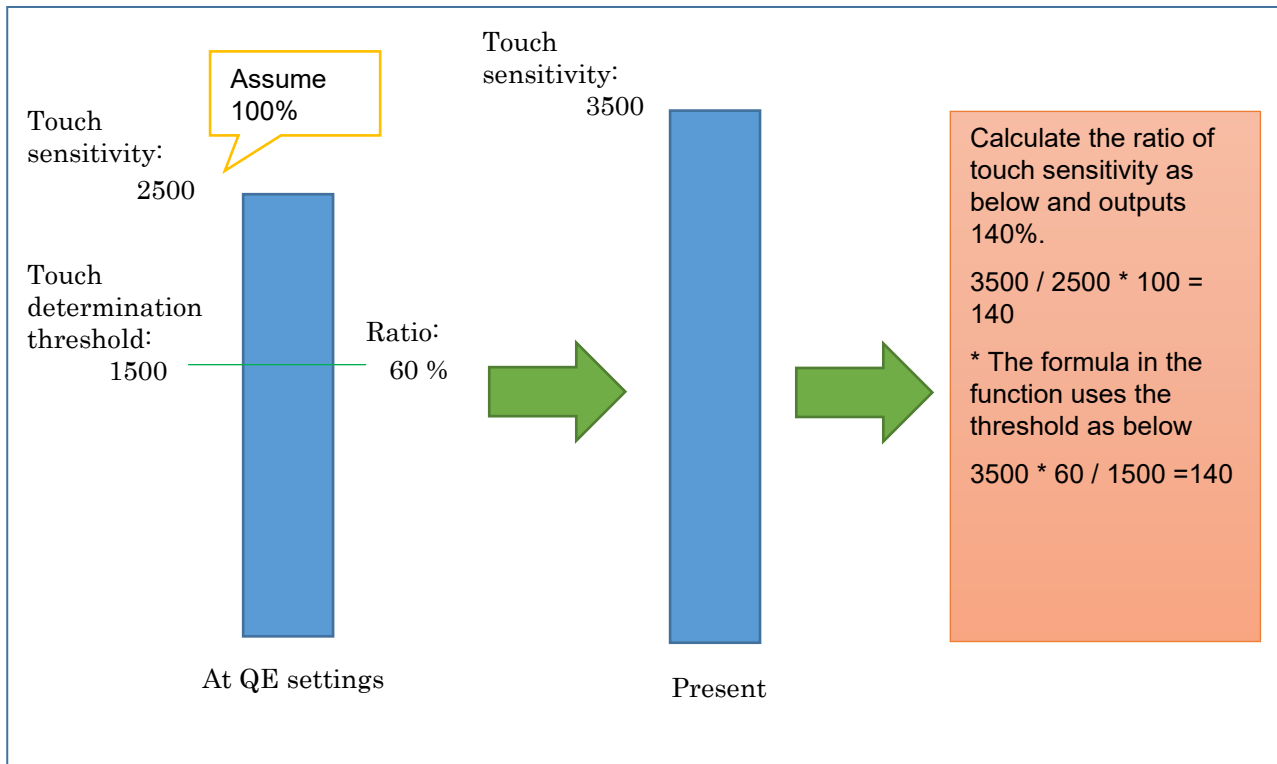 Assume
100%
Touch
sensitivity:
2500
Touch
determination
threshold:
1500
Ratio:
60 %
At QE settings
Touch
sensitivity:
3500
Present
Calculate the ratio of
touch sensitivity as
below and outputs
140%.
3500 / 2500 * 100 =
140
* The formula in the
function uses the
threshold as below
3500 * 60 / 1500 =140